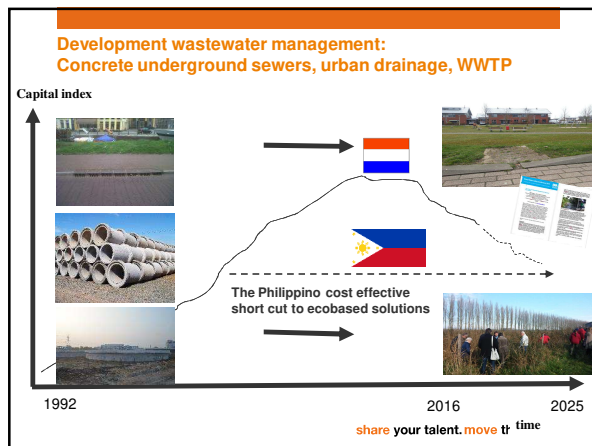 Development wastewater management:
Concrete underground sewers, urban drainage, WWTP
Capital index
The Philippino cost effective
short cut to ecobased solutions
1992
2016
2025
share your talent. move th
time